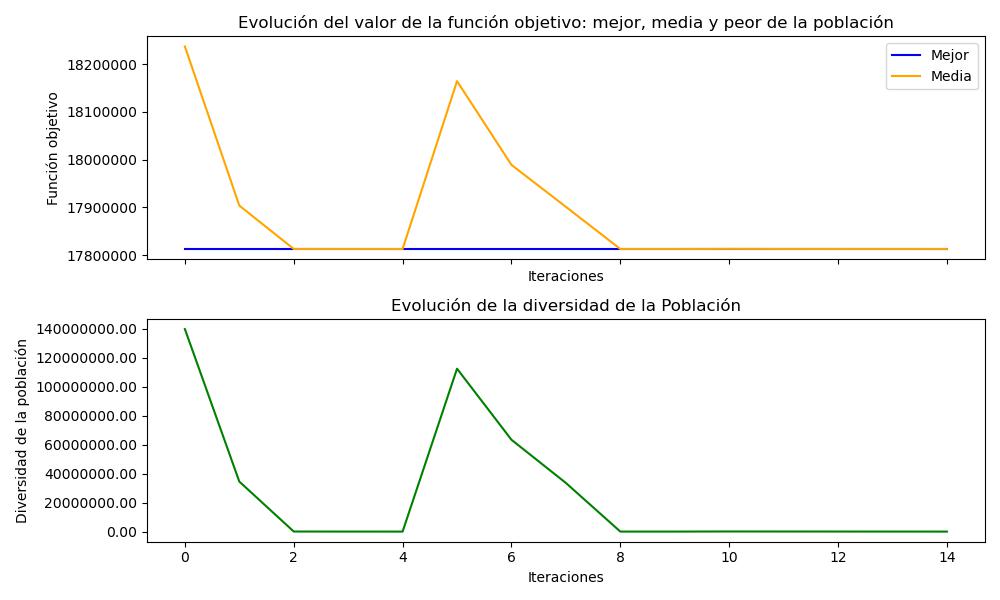 Evolución del valor de la función objetivo: mejor, media y peor de la población
Función objetivo
18200000
18100000
18000000
17900000
17800000
Mejor
Media
Iteraciones
Evolución de la diversidad de la Población
Diversidad de la población
140000000.00
120000000.00
100000000.00
80000000.00
60000000.00
40000000.00
20000000.00
0.00
0 2 4 6 8 10 12 14
Iteraciones